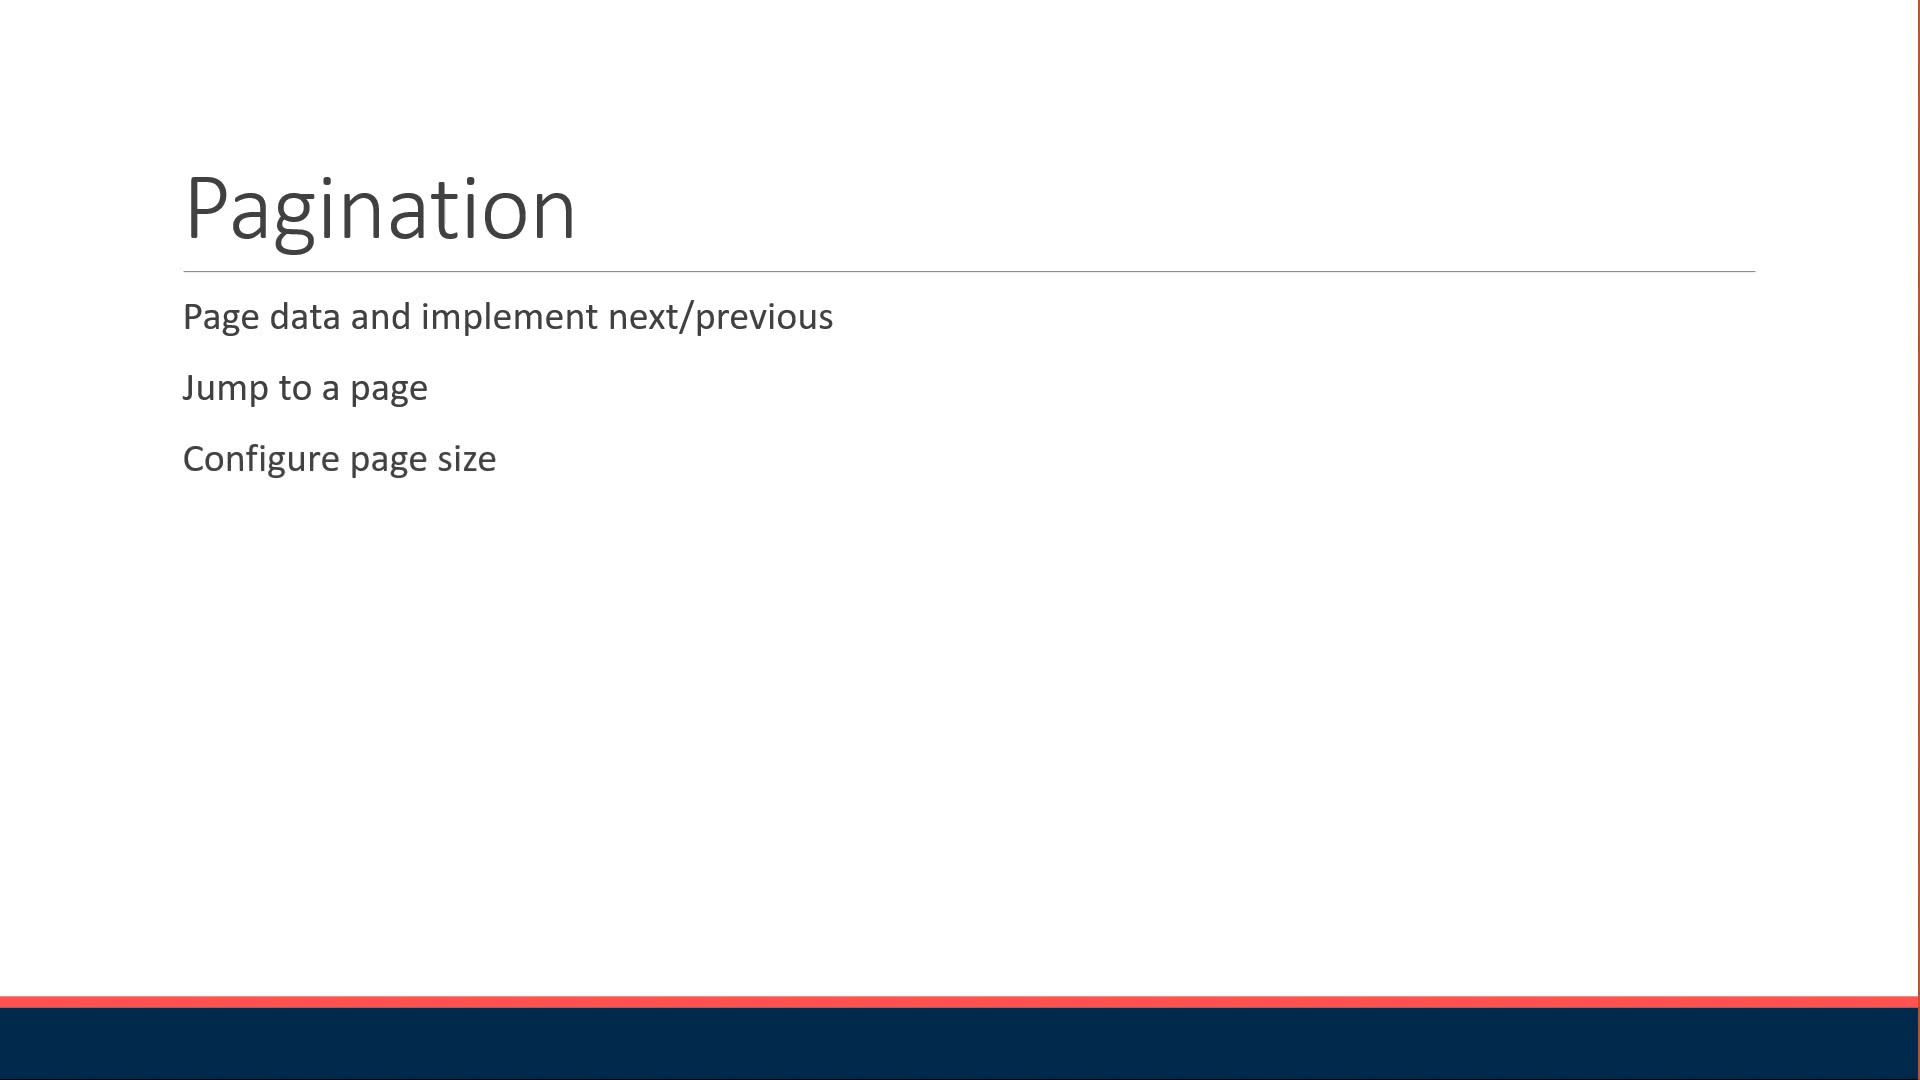 Pagination
Page data and implement next/previous
Jump to a page
Configure page size